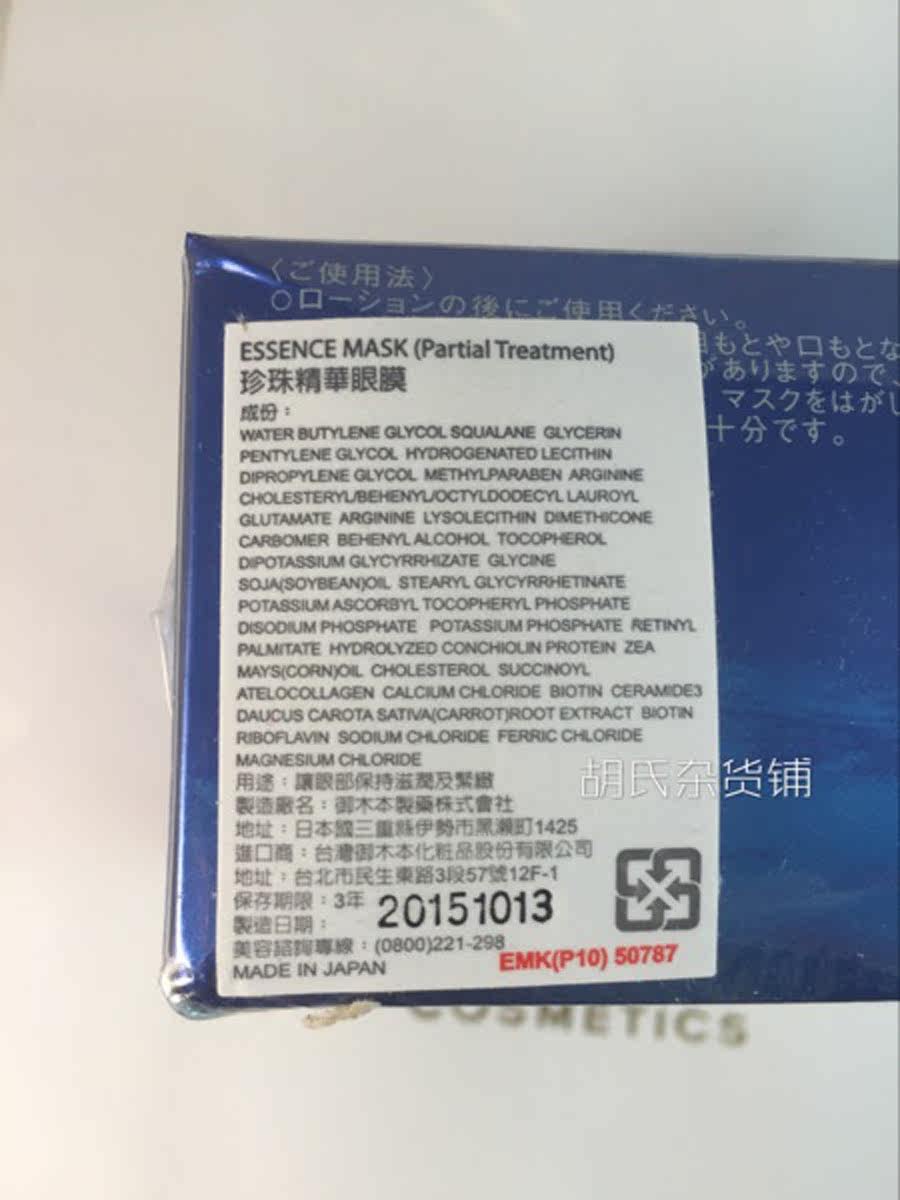 〈ご使用法〉
○ローションの後にご使用ください。
目もとや口もとな
がありますので、
マスクをはがし
十分です。
ESSENCE MASK (Partial Treatment)
珍珠精華眼膜
成份：
WATER BUTYLENE GLYCOL SQUALANE GLYCERIN
PENTYLENE GLYCOL HYDROGENATED LECITHIN
DIPROPYLENE GLYCOL METHYLPARABEN ARGININE
CHOLESTERYL/BEHENYL/OCTYLDODECYL LAUROYL
GLUTAMATE ARGININE LYSOLECITHIN DIMETHICONE
CARBOMER BEHENYL ALCOHOL TOCOPHEROL
DIPOTASSIUM GLYCYRRHIZATE GLYCINE
SOJA(SOYBEAN)OIL STEARYL GLYCYRRHETINATE
POTASSIUM ASCORBYL TOCOPHERYL PHOSPHATE
DISODIUM PHOSPHATE POTASSIUM PHOSPHATE RETINYL
PALMITATE HYDROLYZED CONCHIOLIN PROTEIN ZEA
MAYS(CORN)OIL CHOLESTEROL SUCCINOYL
ATELOCOLLAGEN CALCIUM CHLORIDE BIOTIN CERAMIDE3
DAUCUS CAROTA SATIVA(CARROT)ROOT EXTRACT BIOTIN
RIBOFLAVIN SODIUM CHLORIDE FERRIC CHLORIDE
MAGNESIUM CHLORIDE
用途：讓眼部保持滋潤及緊緻
製造廠名：御木本製藥株式會社
地址：日本國三重縣伊勢市黑瀨町1425
進口商：台灣御木本化粧品股份有限公司
地址：台北市民生東路3段57號12F-1
保存期限：3年
製造日期：20151013
美容諮詢專線：(0800)221-298
MADE IN JAPAN
EMK(P10) 50787
胡氏杂货铺
COSMETICS